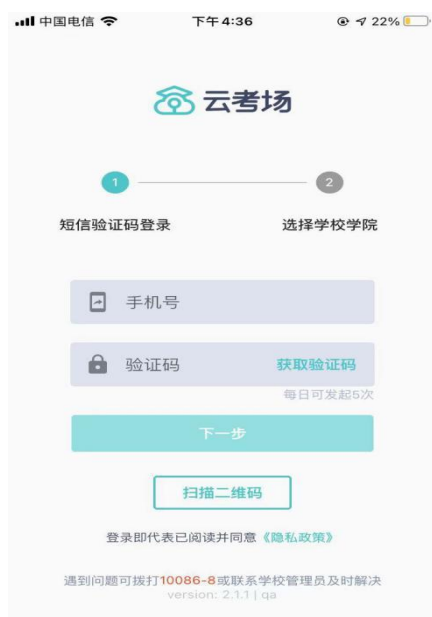 中国电信 下午4:36 22%
云考场
1 2
短信验证码登录 选择学校学院
手机号
验证码 获取验证码
每日可发起5次
下一步
扫描二维码
登录即代表已阅读并同意《隐私政策》
遇到问题可拨打10086-8或联系学校管理员及时解决
version: 2.1.1 | qa